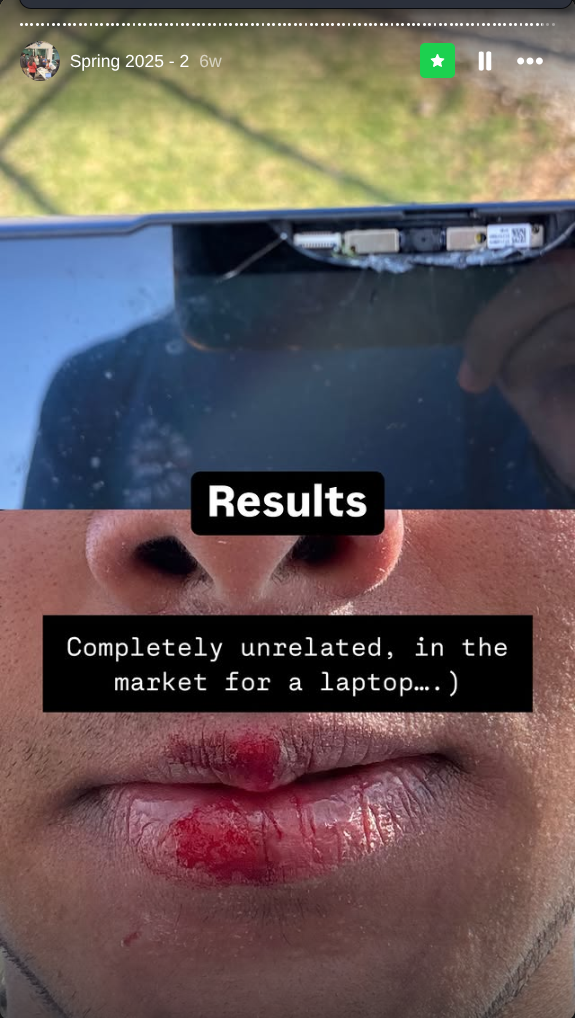 Spring 2025 - 2 6w
Results
Completely unrelated, in the
market for a laptop….)